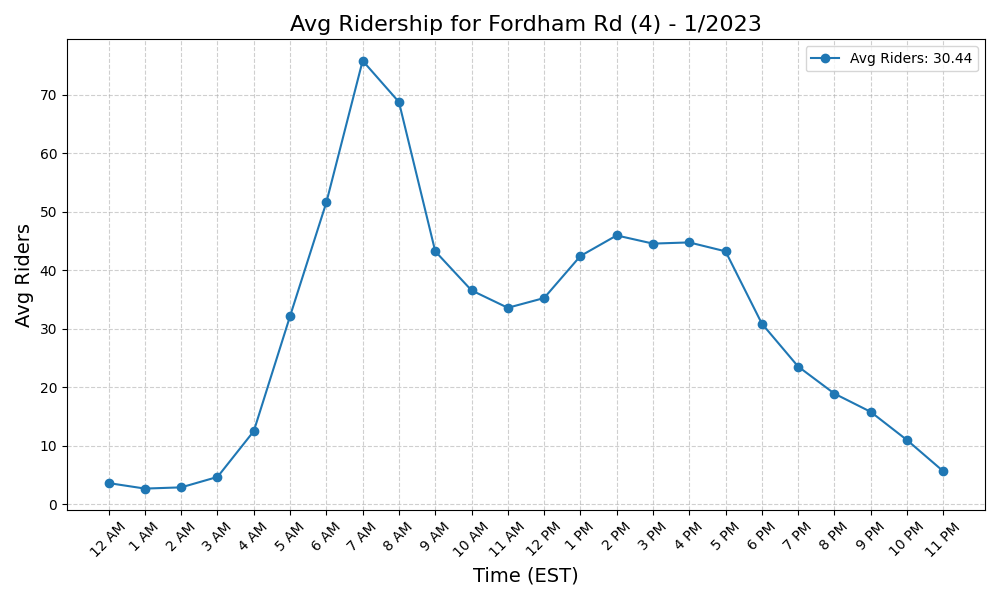 Avg Ridership for Fordham Rd (4) - 1/2023
Avg Riders: 30.44
Avg Riders
70
60
50
40
30
20
10
0
12 AM
1 AM
2 AM
3 AM
4 AM
5 AM
6 AM
7 AM
8 AM
9 AM
10 AM
11 AM
12 PM
1 PM
2 PM
3 PM
4 PM
5 PM
6 PM
7 PM
8 PM
9 PM
10 PM
11 PM
Time (EST)